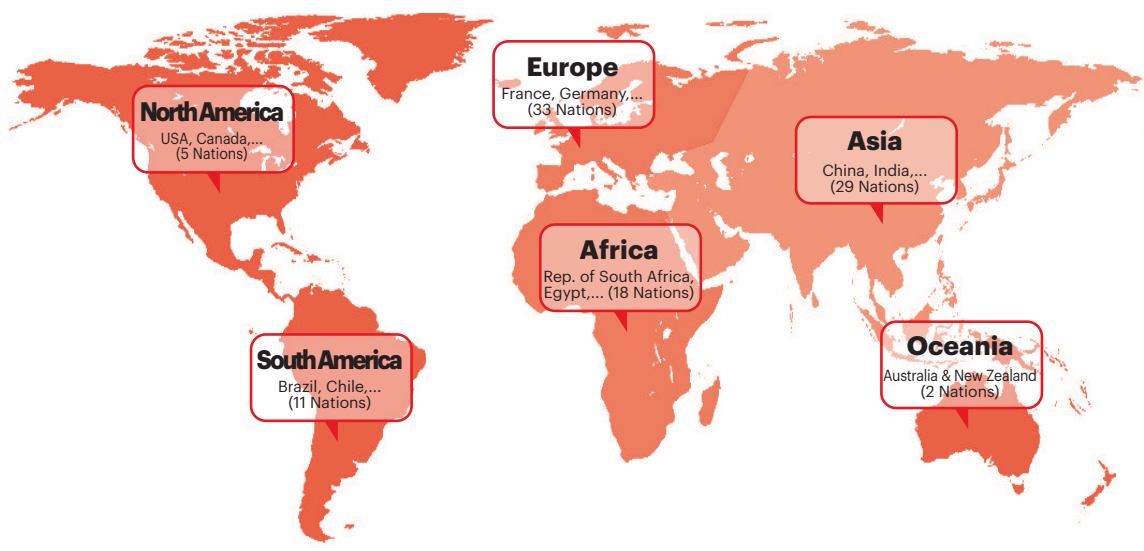 North America
USA, Canada,...
(5 Nations)
Europe
France, Germany,...
(33 Nations)
Asia
China, India,...
(29 Nations)
Africa
Rep. of South Africa,
Egypt,... (18 Nations)
South America
Brazil, Chile,...
(11 Nations)
Oceania
Australia & New Zealand
(2 Nations)